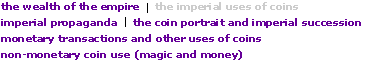 the wealth of the empire | the imperial uses of coins
imperial propaganda | the coin portrait and imperial succession
monetary transactions and other uses of coins
non-monetary coin use (magic and money)